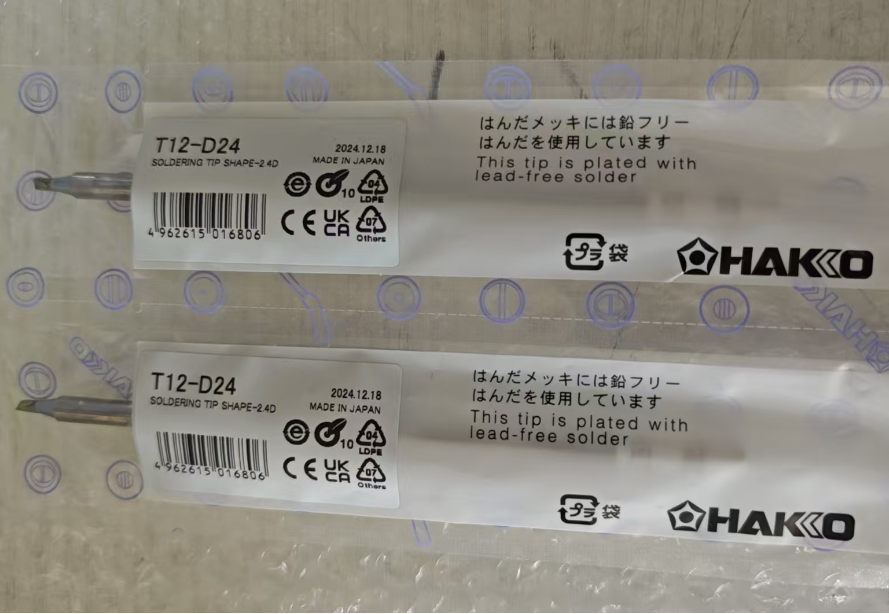 T12-D24
SOLDERING TIP SHAPE-2.4D
2024.12.18
MADE IN JAPAN
e
10
04
LDPE
4 962615 016806
CE
UK
CA
07
Others
はんだメッキには鉛フリー
はんだを使用しています
This tip is plated with
lead-free solder
プラ 袋
HAKKO
T12-D24
SOLDERING TIP SHAPE-2.4D
2024.12.18
MADE IN JAPAN
e
10
04
LDPE
4 962615 016806
CE
UK
CA
07
Others
はんだメッキには鉛フリー
はんだを使用しています
This tip is plated with
lead-free solder
プラ 袋
HAKKO